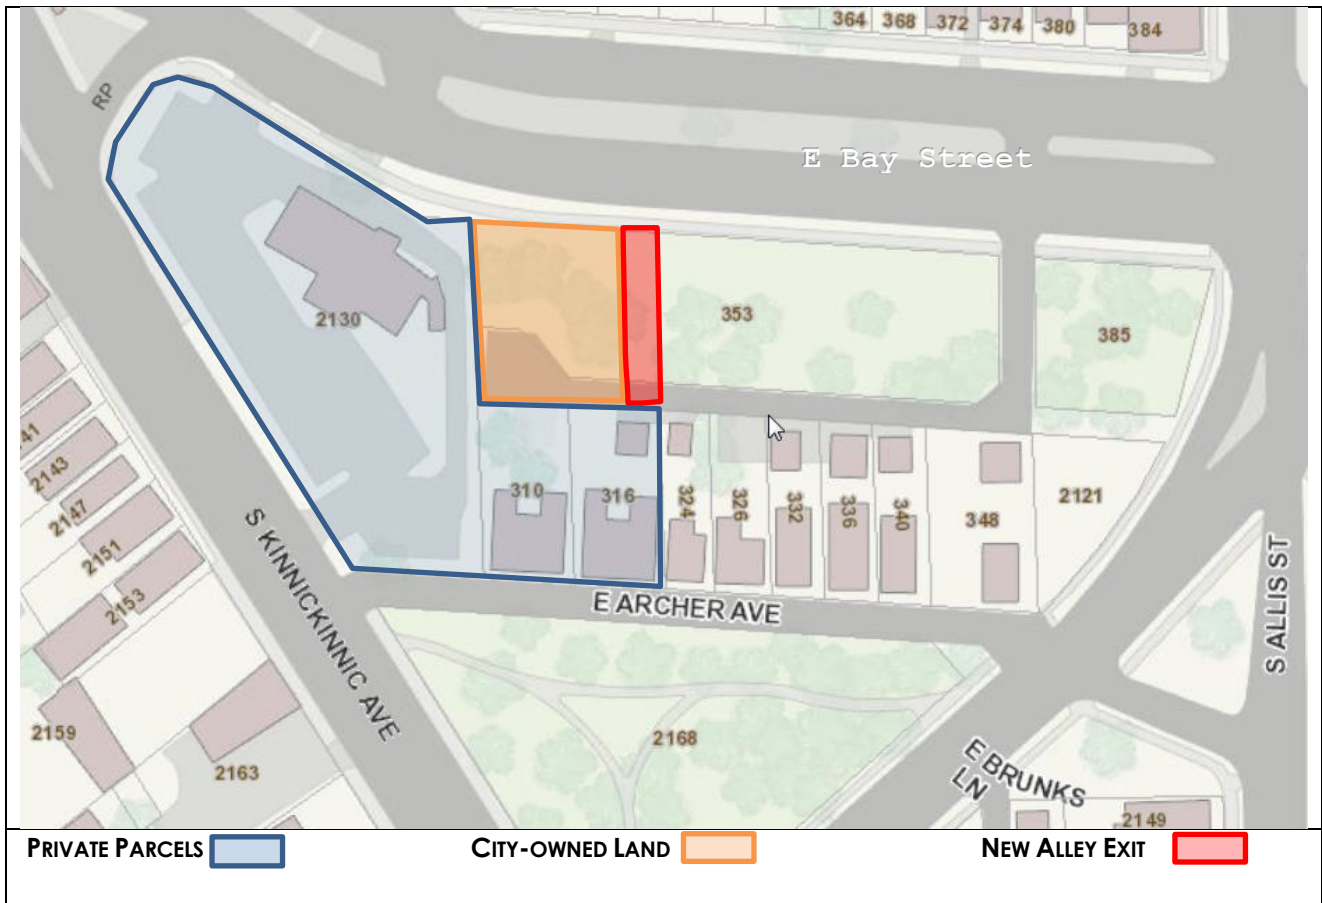 364 368 372 374 380
384
RP
E Bay Street
353
2130
385
41
2143
2147
2151
2153
310
316
324
326
332
336
340
348
2121
S KINNICKINNIC AVE
E ARCHER AVE
S ALLIS ST
2159
2163
2168
E BRUNKS
LN
2149
PRIVATE PARCELS
CITY-OWNED LAND
NEW ALLEY EXIT